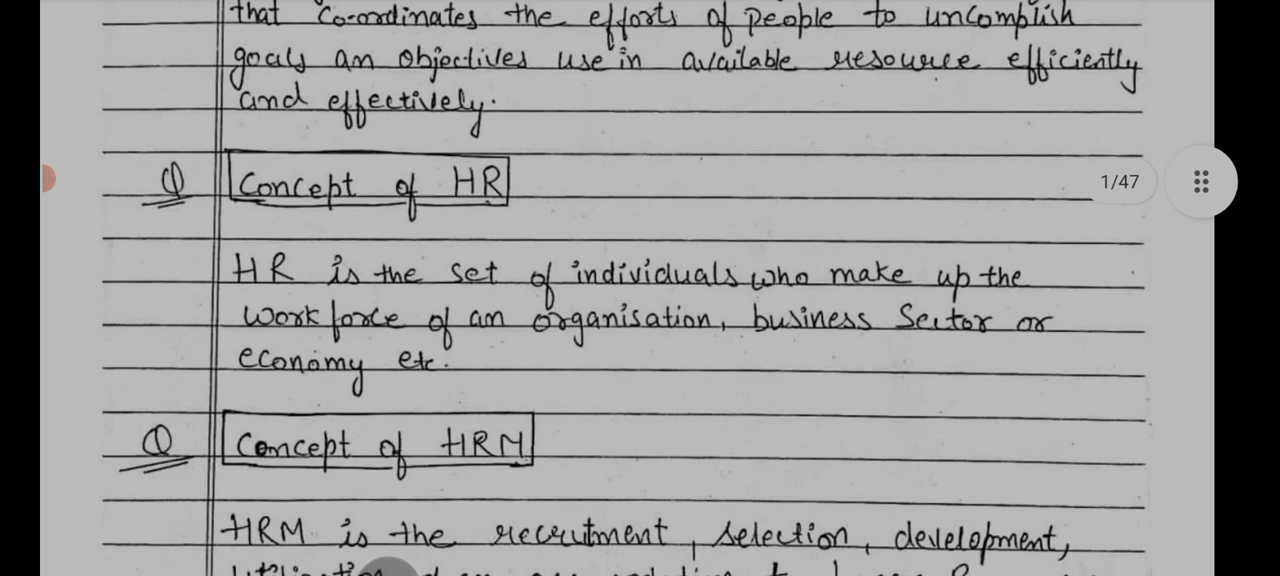 that co-ordinates the efforts of people to uncomplish
goals an objectives use in available resource efficiently
and effectively.
Q Concept of HR
1/47
HR is the set of individuals who make up the
work force of an organisation, business Sector or
economy etc.
Q Concept of HRM
HRM is the recruitment, selection, development,